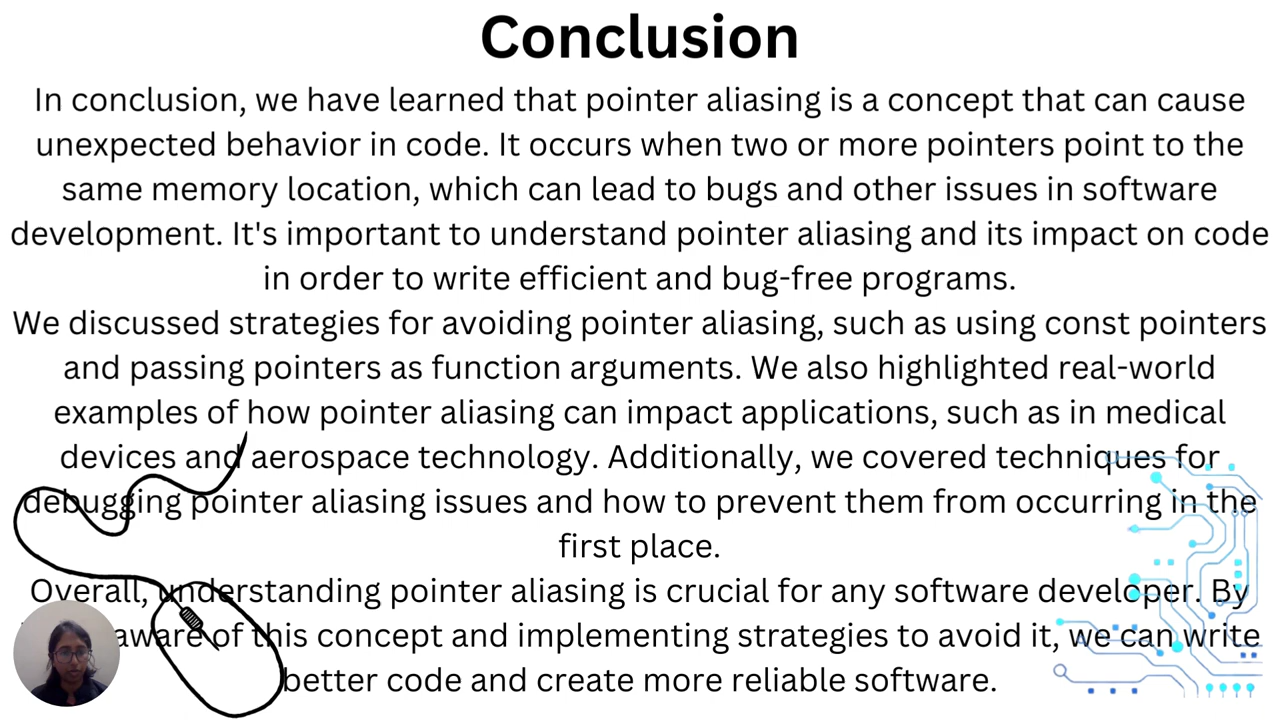 Conclusion
In conclusion, we have learned that pointer aliasing is a concept that can cause
unexpected behavior in code. It occurs when two or more pointers point to the
same memory location, which can lead to bugs and other issues in software
development. It's important to understand pointer aliasing and its impact on code
in order to write efficient and bug-free programs.
We discussed strategies for avoiding pointer aliasing, such as using const pointers
and passing pointers as function arguments. We also highlighted real-world
examples of how pointer aliasing can impact applications, such as in medical
devices and aerospace technology. Additionally, we covered techniques for
debugging pointer aliasing issues and how to prevent them from occurring in the
first place.
Overall, understanding pointer aliasing is crucial for any software developer. By
aware of this concept and implementing strategies to avoid it, we can write
better code and create more reliable software.